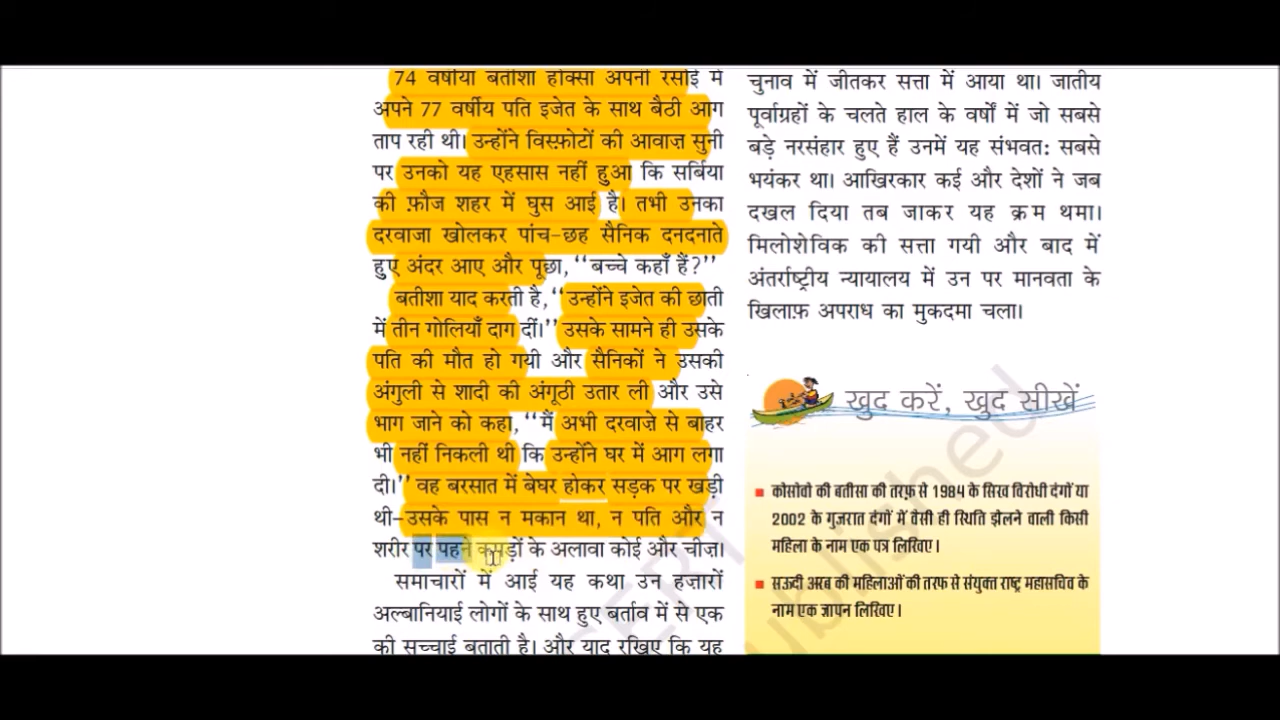 74 वर्षीया बतीशा होक्सा अपनी रसोई में
अपने 77 वर्षीय पति इजेत के साथ बैठी आग
ताप रही थी। उन्होंने विस्फ़ोटों की आवाज़ सुनी
पर उनको यह एहसास नहीं हुआ कि सर्बिया
की फ़ौज शहर में घुस आई है। तभी उनका
दरवाजा खोलकर पांच-छह सैनिक दनदनाते
हुए अंदर आए और पूछा, ‘‘बच्चे कहाँ हैं?’’
बतीशा याद करती है, ‘‘उन्होंने इजेत की छाती
में तीन गोलियाँ दाग दीं।’’ उसके सामने ही उसके
पति की मौत हो गयी और सैनिकों ने उसकी
अंगुली से शादी की अंगूठी उतार ली और उसे
भाग जाने को कहा, ‘‘मैं अभी दरवाज़े से बाहर
भी नहीं निकली थी कि उन्होंने घर में आग लगा
दी।’’ वह बरसात में बेघर होकर सड़क पर खड़ी
थी-उसके पास न मकान था, न पति और न
शरीर पर पहने कपड़ों के अलावा कोई और चीज़।
समाचारों में आई यह कथा उन हज़ारों
अल्बानियाई लोगों के साथ हुए बर्ताव में से एक
की सच्चाई बताती है। और याद रखिए कि यह
चुनाव में जीतकर सत्ता में आया था। जातीय
पूर्वाग्रहों के चलते हाल के वर्षों में जो सबसे
बड़े नरसंहार हुए हैं उनमें यह संभवत: सबसे
भयंकर था। आखिरकार कई और देशों ने जब
दखल दिया तब जाकर यह क्रम थमा।
मिलोशेविक की सत्ता गयी और बाद में
अंतर्राष्ट्रीय न्यायालय में उन पर मानवता के
खिलाफ़ अपराध का मुकदमा चला।
खुद करें, खुद सीखें
कोसोवो की बतीसा की तरफ़ से 1984 के सिख विरोधी दंगों या
2002 के गुजरात दंगों में वैसी ही स्थिति झेलने वाली किसी
महिला के नाम एक पत्र लिखिए।
सऊदी अरब की महिलाओं की तरफ से संयुक्त राष्ट्र महासचिव के
नाम एक ज्ञापन लिखिए।